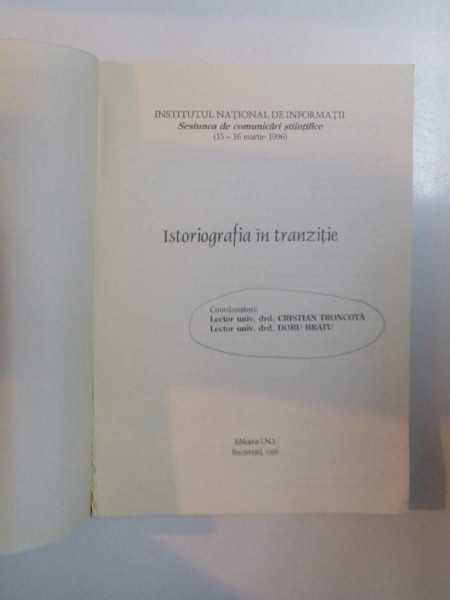 INSTITUTUL NAŢIONAL DE INFORMAŢII
Sesiunea de comunicări ştiinţifice
(15 – 16 martie 1996)
Istoriografia în tranziţie
Coordonatori:
Lector univ. drd. CRISTIAN TRONCOTĂ
Lector univ. drd. DORU BRATU
Editura I.N.I.
Bucureşti, 1996